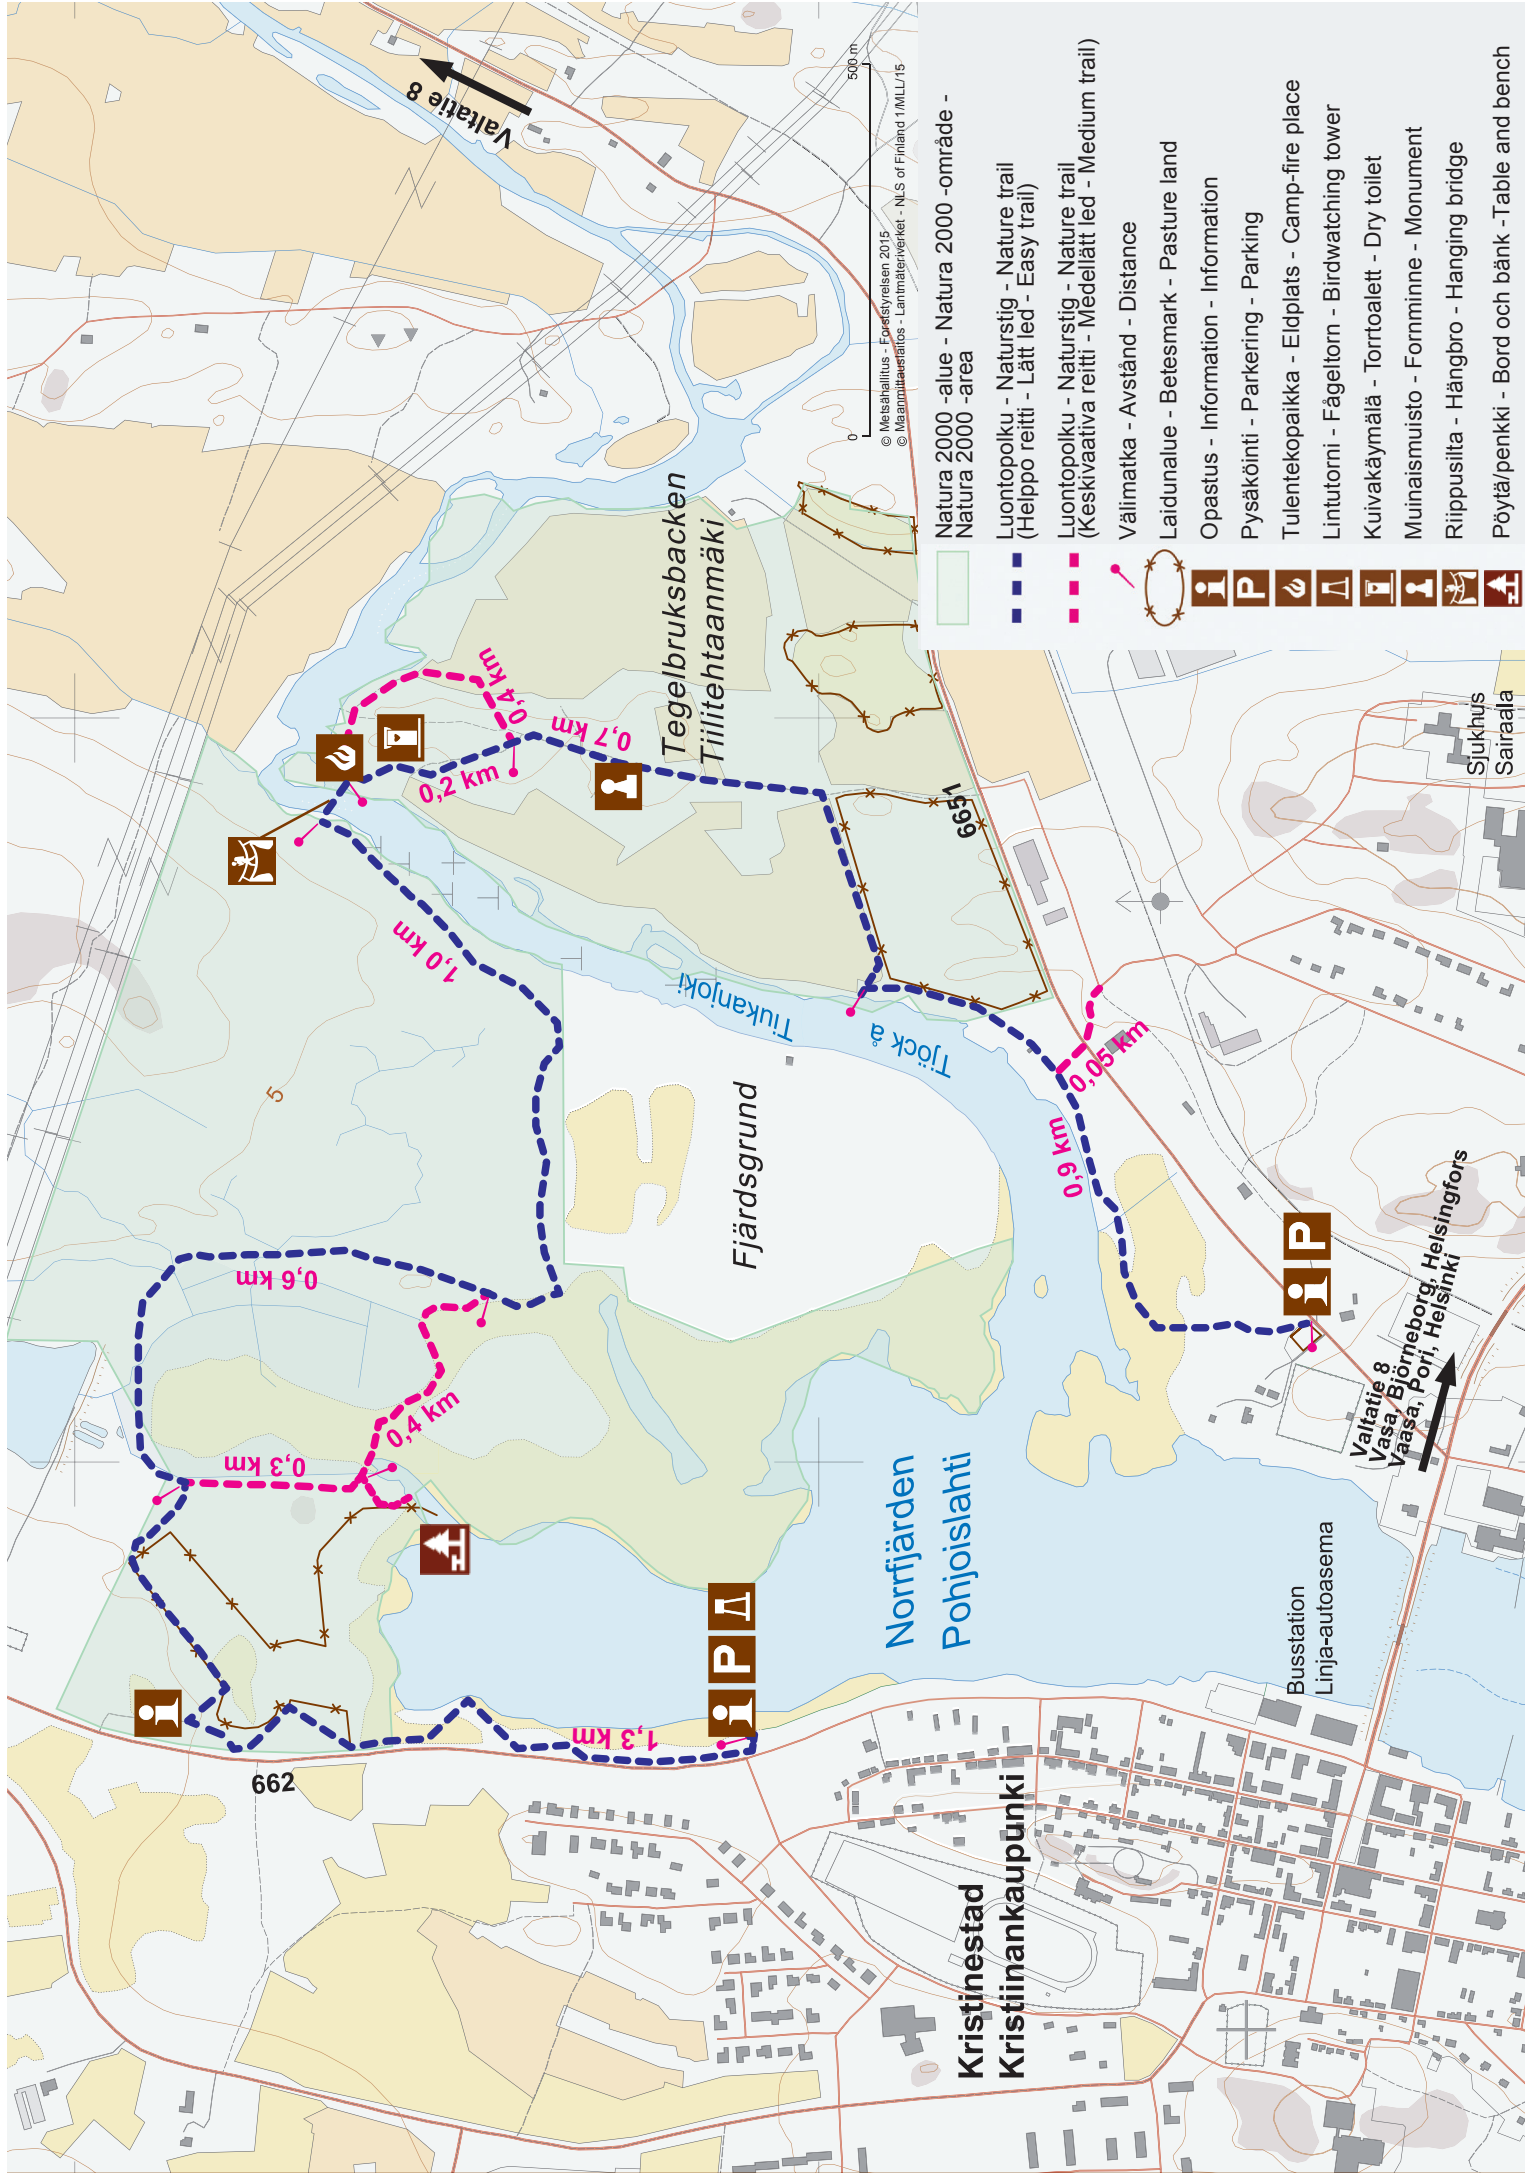 Valtatie 8
0
500 m
© Metsähallitus - Forststyrelsen 2015
© Maanmittauslaitos - Lantmäteriverket - NLS of Finland 1/MLL/15
Natura 2000 -alue - Natura 2000 -område -
Natura 2000 -area
Luontopolku - Naturstig - Nature trail
(Helppo reitti - Lätt led - Easy trail)
Luontopolku - Naturstig - Nature trail
(Keskivaativa reitti - Medellätt led - Medium trail)
Välimatka - Avstånd - Distance
Laidunalue - Betesmark - Pasture land
Opastus - Information - Information
Pysäköinti - Parkering - Parking
Tulentekopaikka - Eldplats - Camp-fire place
Lintutorni - Fågeltorn - Birdwatching tower
Kuivakäymälä - Torrtoalett - Dry toilet
Muinaismuisto - Fornminne - Monument
Riippusilta - Hängbro - Hanging bridge
Pöytä/penkki - Bord och bänk -Table and bench
i
P
Tegelbruksbacken
Tiilitehtaanmäki
0,4 km
0,7 km
0,2 km
1,0 km
6651
Sjukhus
Sairaala
Tiukanjoki
Tjöck å
0,05 km
0,9 km
5
Fjärdsgrund
0,6 km
0,4 km
0,3 km
i P
Valtatie 8
Vasa, Björneborg, Helsingfors
Vaasa, Pori, Helsinki
Norrfjärden
Pohjoislahti
Busstation
Linja-autoasema
i
i P
1,3 km
662
Kristinestad
Kristiinankaupunki